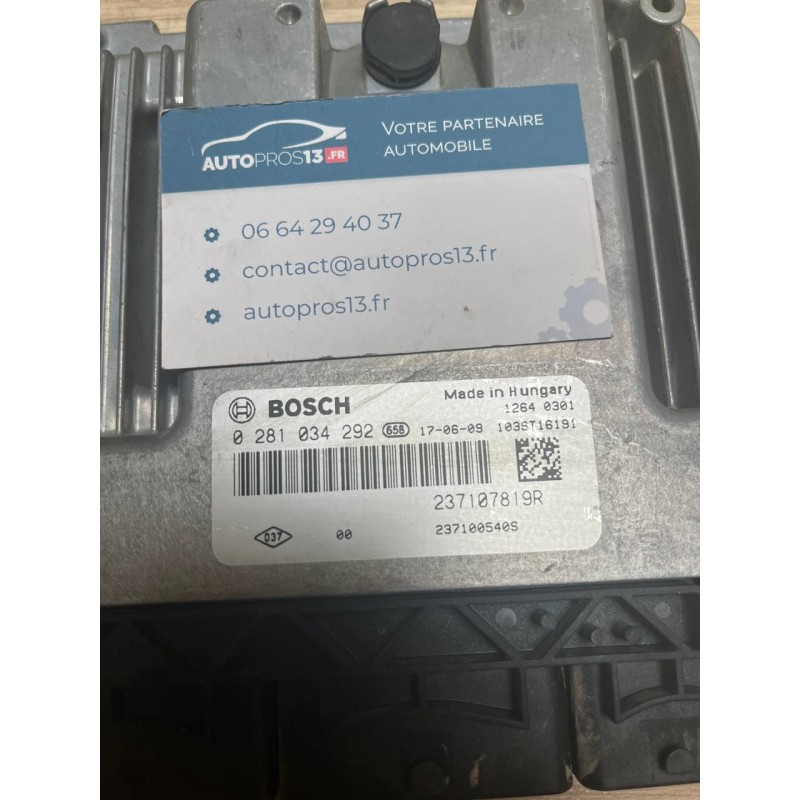 AUTOPROS13.FR
VOTRE PARTENAIRE
AUTOMOBILE
06 64 29 40 37
contact@autopros13.fr
autopros13.fr
BOSCH
Made in Hungary
1264 0301
0 281 034 292 658 17-06-09 103ST16191
237107819R
037 00 237100540S